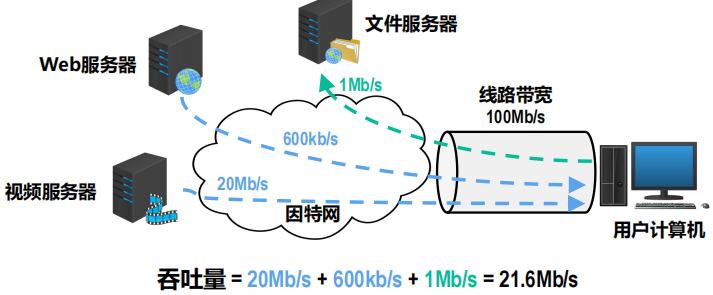 文件服务器
Web服务器
1Mb/s
线路带宽
100Mb/s
600kb/s
视频服务器
20Mb/s
因特网
用户计算机
吞吐量 = 20Mb/s + 600kb/s + 1Mb/s = 21.6Mb/s